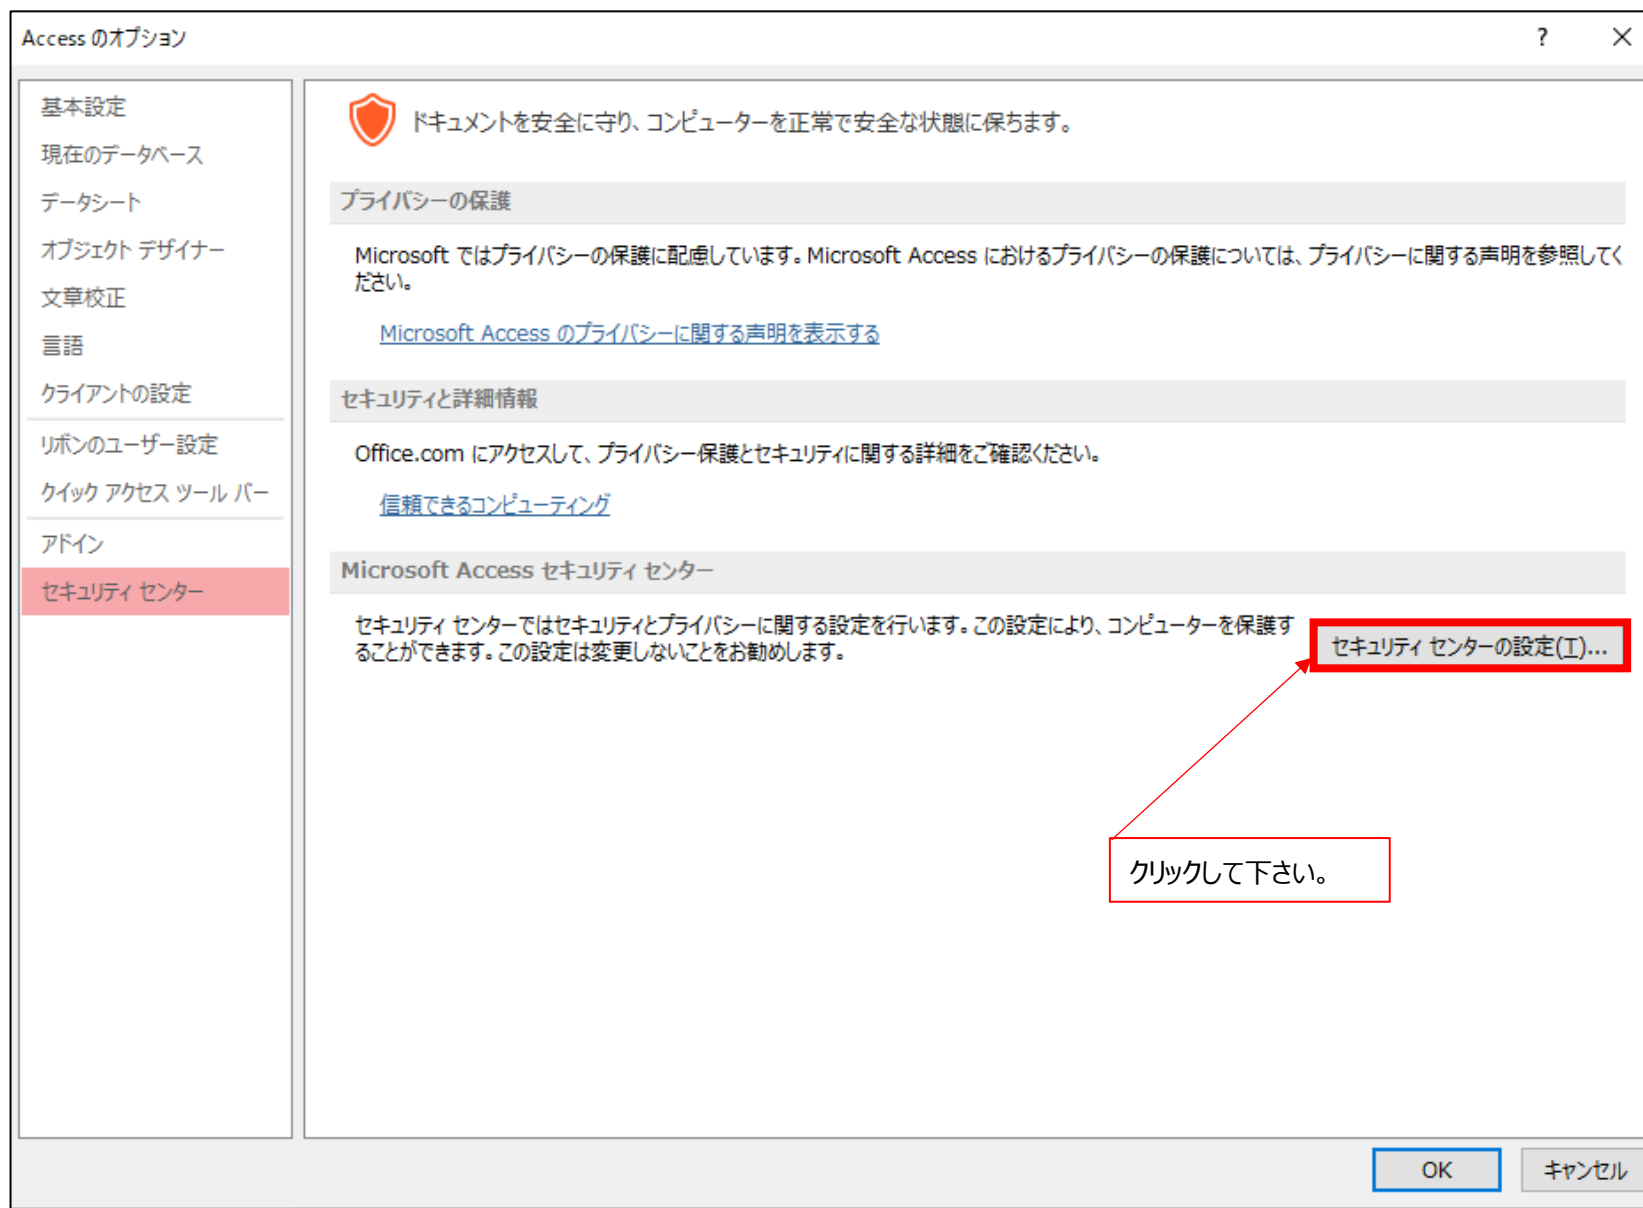 Access のオプション
?
基本設定
現在のデータベース
データシート
オブジェクト デザイナー
文章校正
言語
クライアントの設定
リボンのユーザー設定
クイック アクセス ツール バー
アドイン
セキュリティ センター
ドキュメントを安全に守り、コンピューターを正常で安全な状態に保ちます。
プライバシーの保護
Microsoft ではプライバシーの保護に配慮しています。Microsoft Access におけるプライバシーの保護については、プライバシーに関する声明を参照してく
ださい。
Microsoft Access のプライバシーに関する声明を表示する
セキュリティと詳細情報
Office.com にアクセスして、プライバシー保護とセキュリティに関する詳細をご確認ください。
信頼できるコンピューティング
Microsoft Access セキュリティ センター
セキュリティ センターではセキュリティとプライバシーに関する設定を行います。この設定により、コンピューターを保護す
ることができます。この設定は変更しないことをお勧めします。
セキュリティ センターの設定(T)...
クリックして下さい。
OK
キャンセル